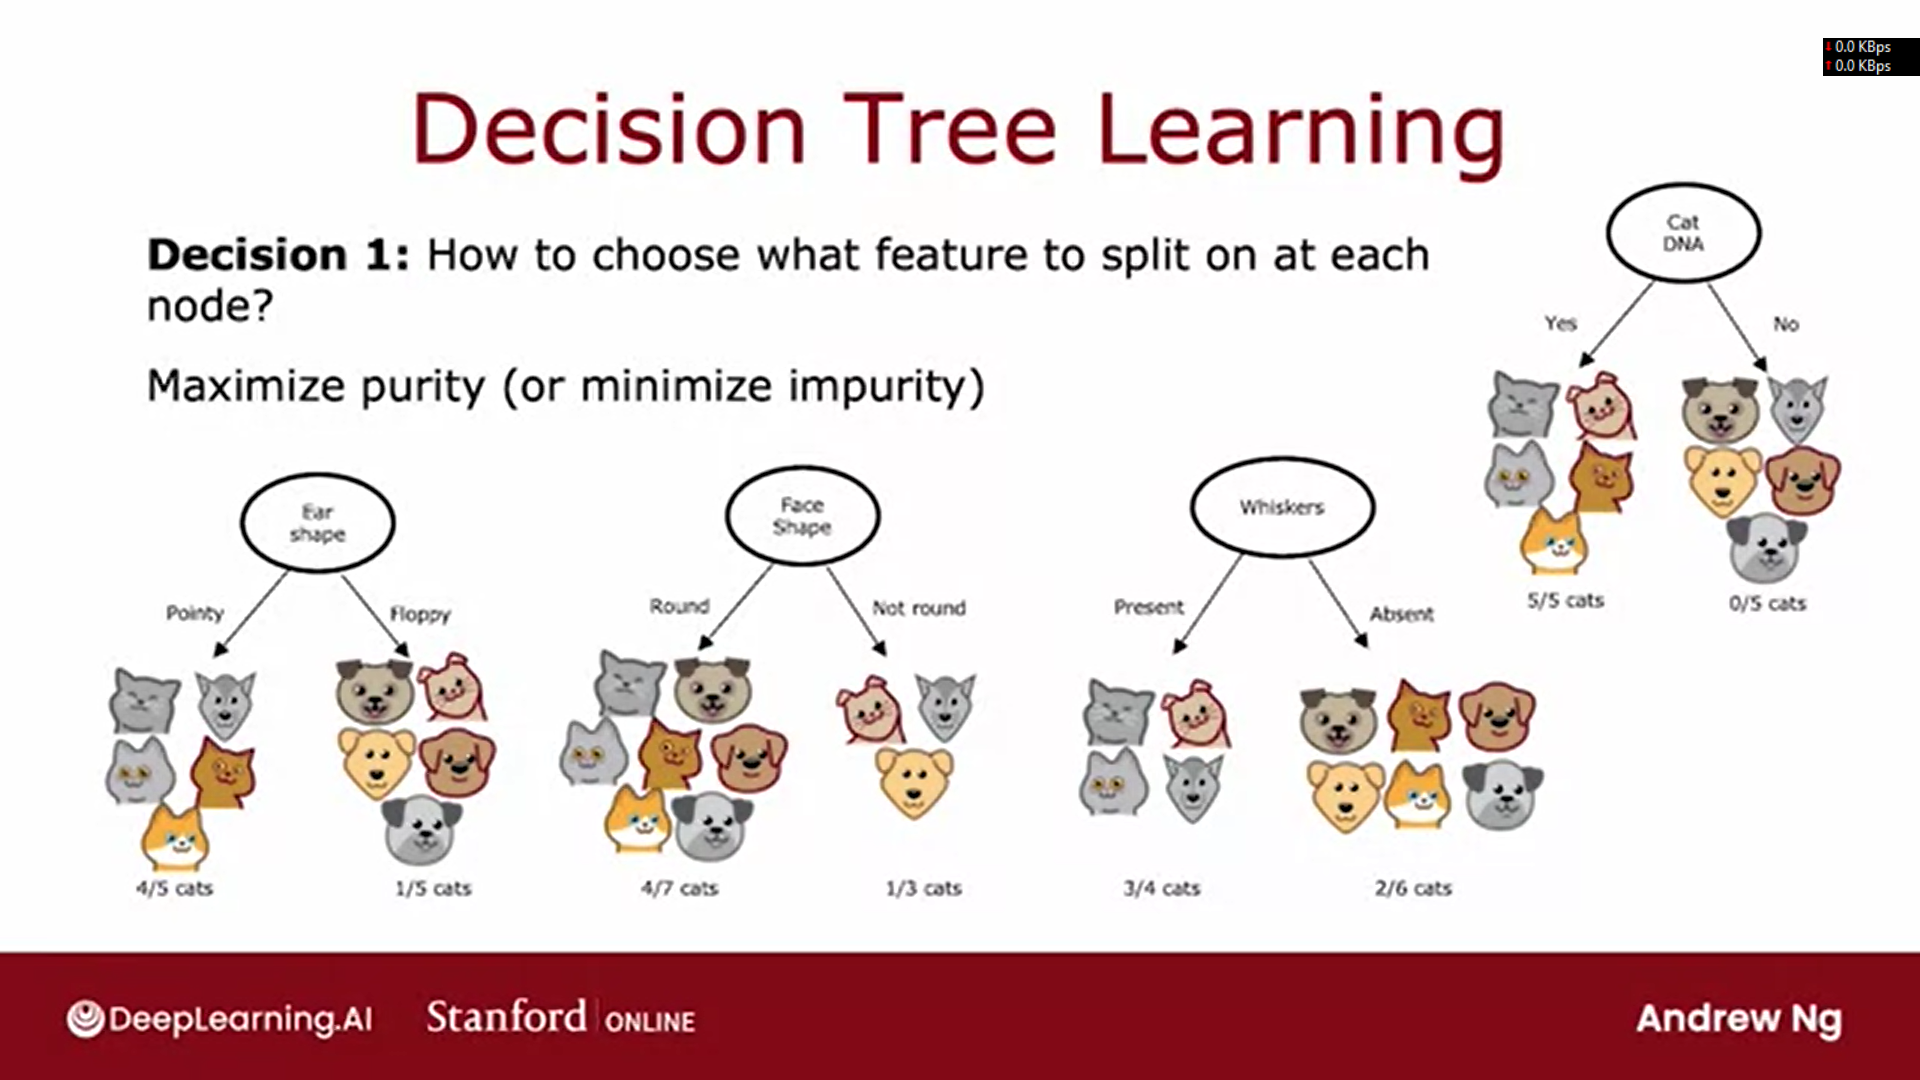 0.0 KBps
0.0 KBps
Decision Tree Learning
Decision 1: How to choose what feature to split on at each
node?
Maximize purity (or minimize impurity)
Cat
DNA
Yes
No
5/5 cats
0/5 cats
Ear
shape
Pointy
Floppy
4/5 cats
1/5 cats
Face
Shape
Round
Not round
4/7 cats
1/3 cats
Whiskers
Present
Absent
3/4 cats
2/6 cats
DeepLearning.AI
Stanford ONLINE
Andrew Ng